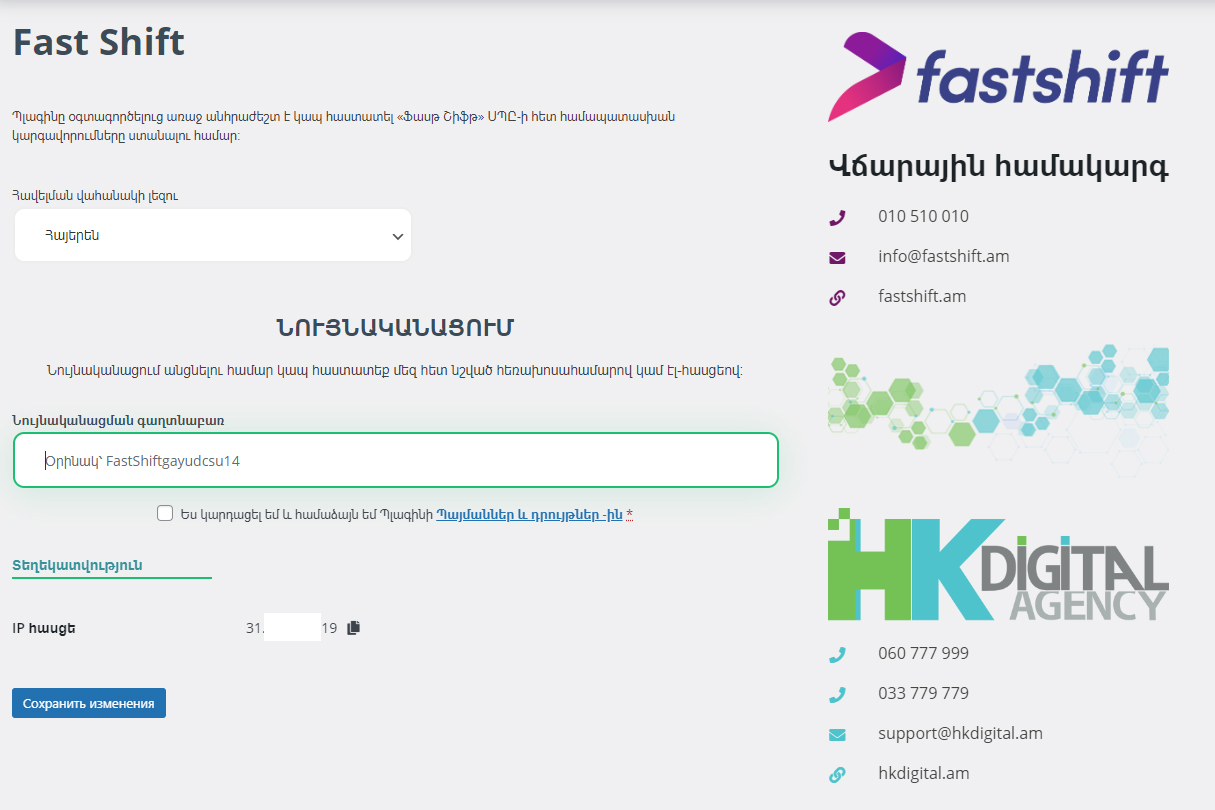 Fast Shift
Պլագինը օգտագործելուց առաջ անհրաժեշտ է կապ հաստատել «Ֆասթ Շիֆթ» ՍՊԸ-ի հետ համապատասխան
կարգավորումները ստանալու համար:
Հավելման վահանակի լեզու
Հայերեն
ՆՈՒՅՆԱԿԱՆԱՑՈՒՄ
Նույնականացում անցնելու համար կապ հաստատեք մեզ հետ նշված հեռախոսահամարով կամ էլ-հասցեով:
Նույնականացման գաղտնաբառ
Օրինակ՝ FastShiftgayudcsu14
Ես կարդացել եմ և համաձայն եմ Պլագինի Պայմաններ և դրույթներ -ին *
Տեղեկատվություն
IP հասցե 31. 19
Сохранить изменения
fastshift
Վճարային համակարգ
010 510 010
info@fastshift.am
fastshift.am
HK DIGITAL
AGENCY
060 777 999
033 779 779
support@hkdigital.am
hkdigital.am